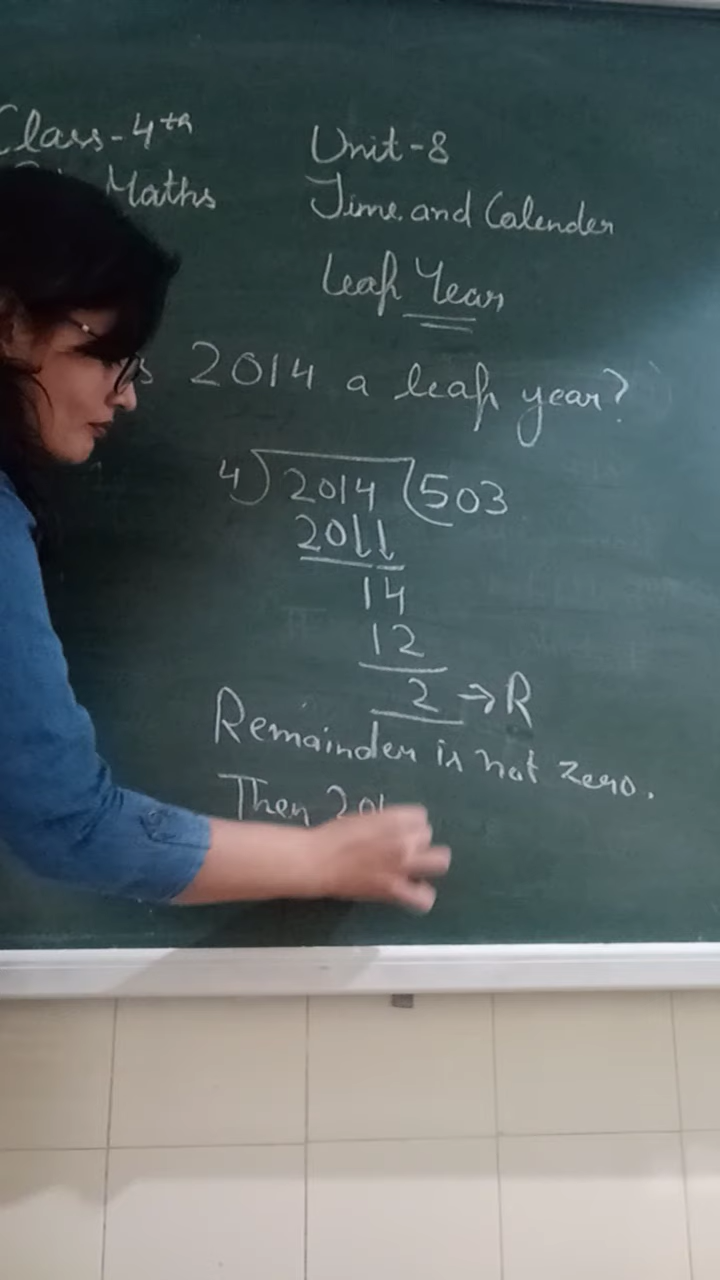 Class-4th
Unit-8
Maths
Time and Calender
Leap Year
2014 a leap year?
4)2014(503
2011
14
12
2→R
Remainder is not zero.
Then 201